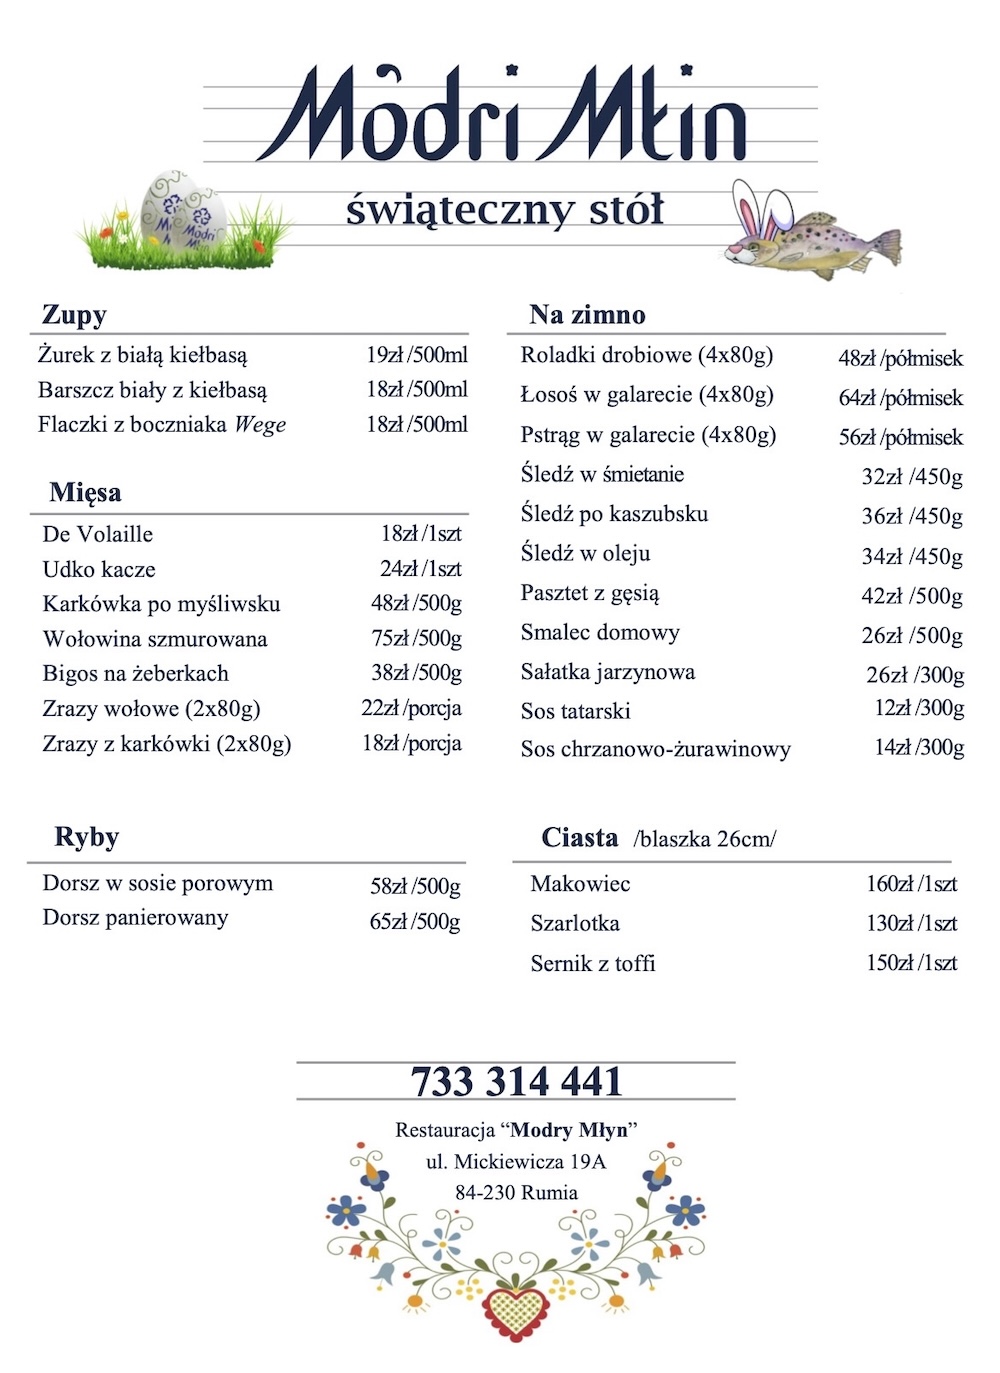 Mòdri Młin
świąteczny stół
Modri
Zupy
Żurek z białą kiełbasą 19zł/500ml
Barszcz biały z kiełbasą 18zł/500ml
Flaczki z boczniaka Wege 18zł/500ml
Mięsa
De Volaille 18zł/1szt
Udko kacze 24zł/1szt
Karkówka po myśliwsku 48zł/500g
Wołowina szmurowana 75zł/500g
Bigos na żeberkach 38zł/500g
Zrazy wołowe (2x80g) 22zł/porcja
Zrazy z karkówki (2x80g) 18zł/porcja
Ryby
Dorsz w sosie porowym 58zł/500g
Dorsz panierowany 65zł/500g
Na zimno
Roladki drobiowe (4x80g) 48zł/półmisek
Łosoś w galarecie (4x80g) 64zł/półmisek
Pstrąg w galarecie (4x80g) 56zł/półmisek
Śledź w śmietanie 32zł /450g
Śledź po kaszubsku 36zł /450g
Śledź w oleju 34zł /450g
Pasztet z gęsią 42zł /500g
Smalec domowy 26zł /500g
Sałatka jarzynowa 26zł /300g
Sos tatarski 12zł /300g
Sos chrzanowo-żurawinowy 14zł /300g
Ciasta /blaszka 26cm/
Makowiec 160zł/1szt
Szarlotka 130zł/1szt
Sernik z toffi 150zł/1szt
733 314 441
Restauracja “Modry Młyn”
ul. Mickiewicza 19A
84-230 Rumia